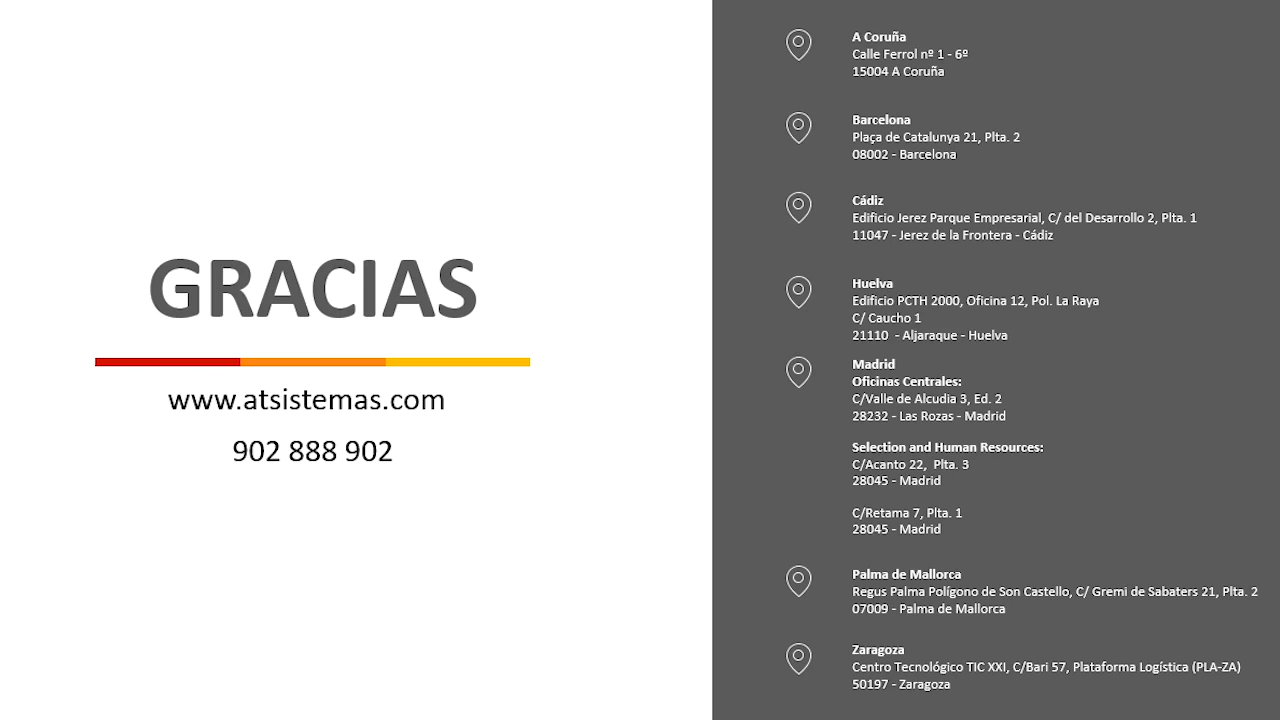 GRACIAS
www.atsistemas.com
902 888 902
A Coruña
Calle Ferrol nº 1 - 6º
15004 A Coruña
Barcelona
Plaça de Catalunya 21, Plta. 2
08002 - Barcelona
Cádiz
Edificio Jerez Parque Empresarial, C/ del Desarrollo 2, Plta. 1
11047 - Jerez de la Frontera - Cádiz
Huelva
Edificio PCTH 2000, Oficina 12, Pol. La Raya
C/ Caucho 1
21110  - Aljaraque - Huelva
Madrid
Oficinas Centrales:
C/Valle de Alcudia 3, Ed. 2
28232 - Las Rozas - Madrid
Selection and Human Resources:
C/Acanto 22,  Plta. 3
28045 - Madrid
C/Retama 7, Plta. 1
28045 - Madrid
Palma de Mallorca
Regus Palma Polígono de Son Castello, C/ Gremi de Sabaters 21, Plta. 2
07009 - Palma de Mallorca
Zaragoza
Centro Tecnológico TIC XXI, C/Bari 57, Plataforma Logística (PLA-ZA)
50197 - Zaragoza